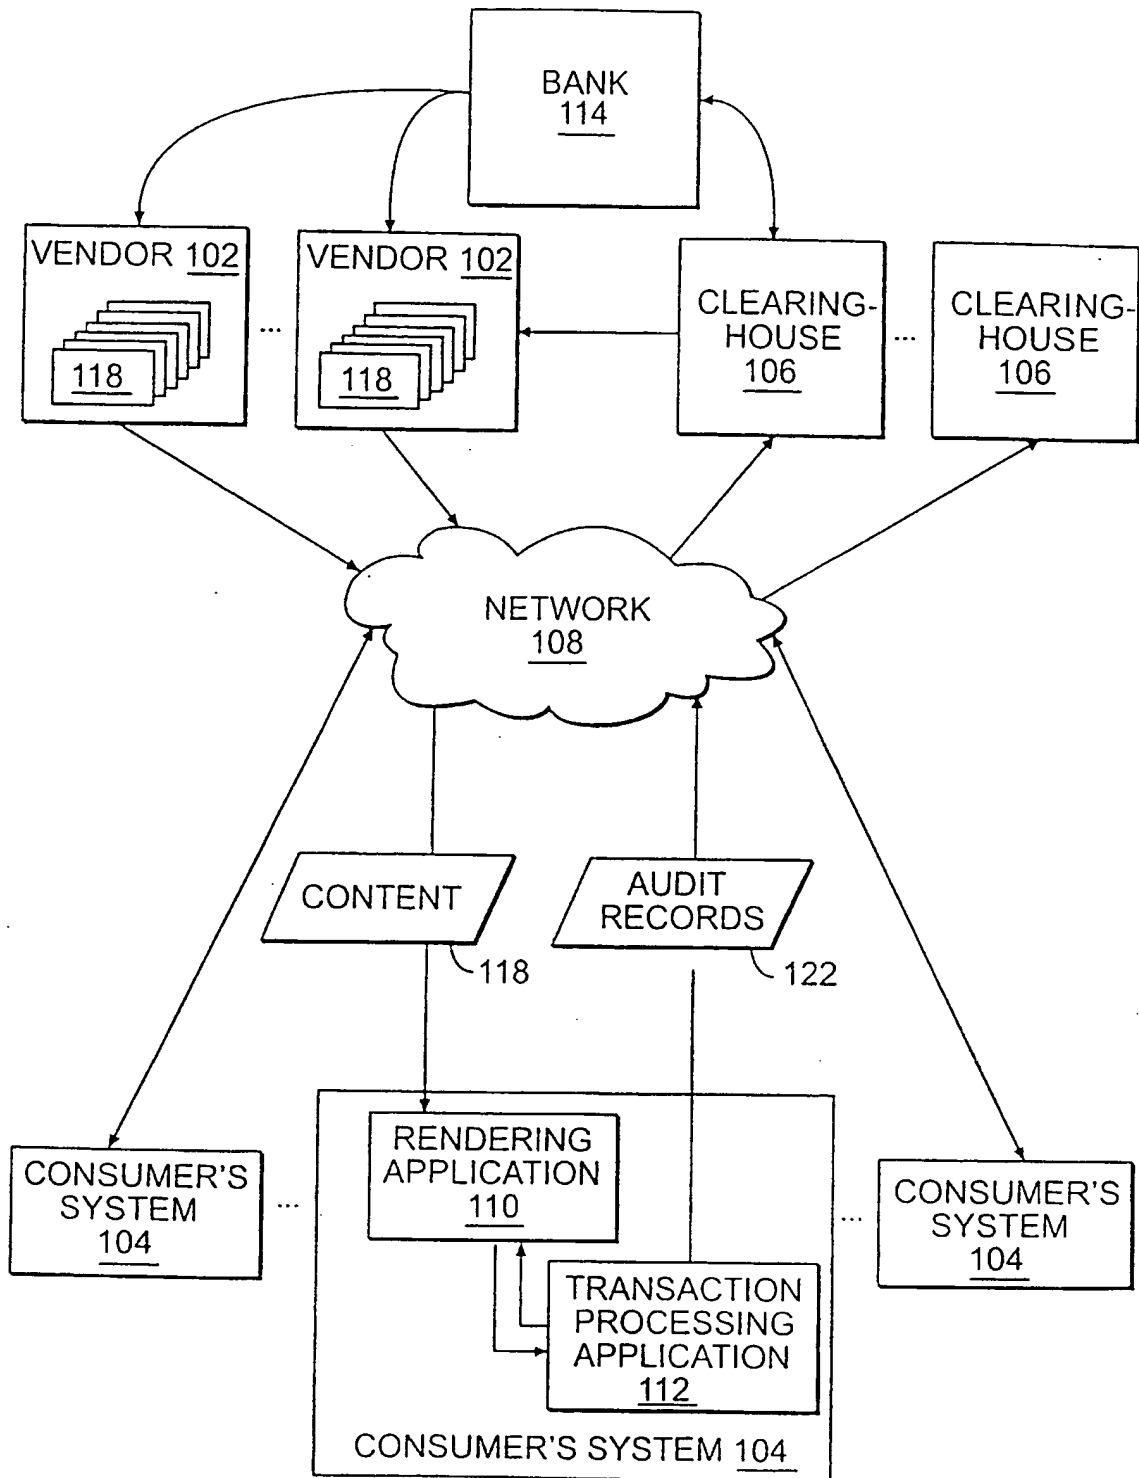 BANK
114
VENDOR 102
118
VENDOR 102
118
...
CLEARING-
HOUSE
106
...
CLEARING-
HOUSE
106
NETWORK
108
CONTENT
118
AUDIT
RECORDS
122
CONSUMER'S
SYSTEM
104
...
RENDERING
APPLICATION
110
TRANSACTION
PROCESSING
APPLICATION
112
CONSUMER'S SYSTEM 104
...
CONSUMER'S
SYSTEM
104